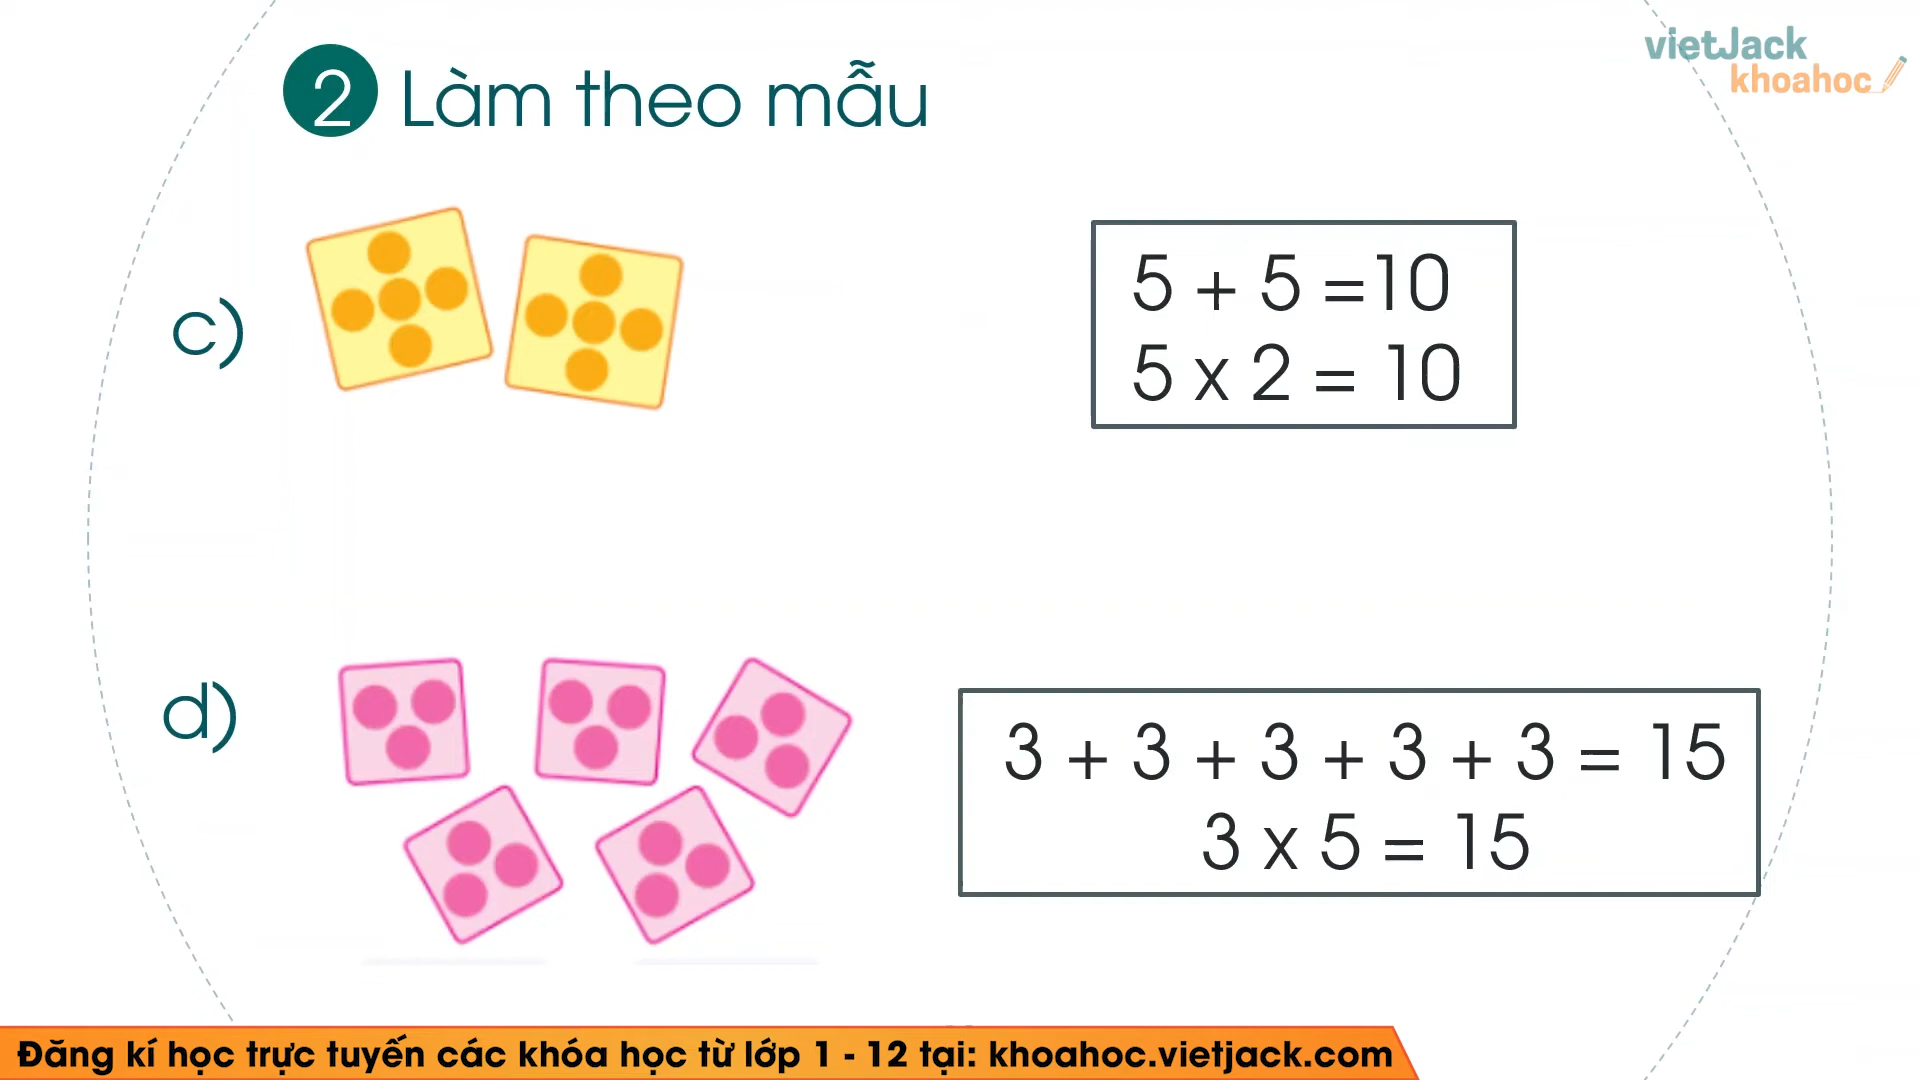 vietJack
khoahoc
2 Làm theo mẫu
c)
5 + 5 =10
5 x 2 = 10
d)
3 + 3 + 3 + 3 + 3 = 15
3 x 5 = 15
Đăng kí học trực tuyến các khóa học từ lớp 1 - 12 tại: khoahoc.vietjack.com